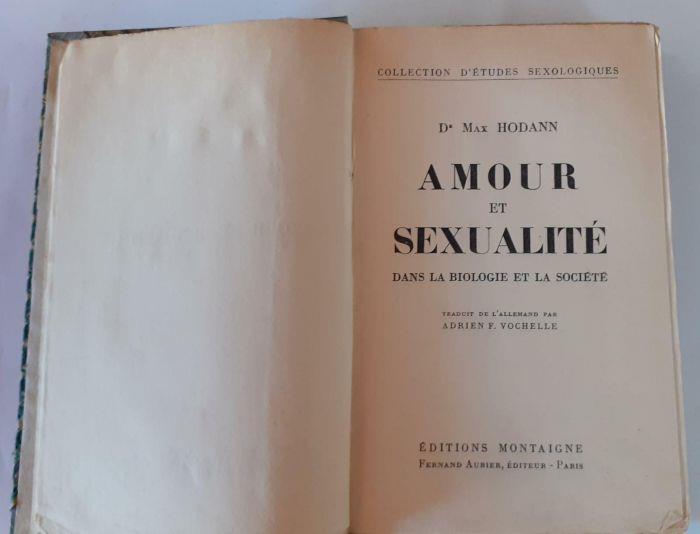 COLLECTION D'ÉTUDES SEXOLOGIQUES
Dr Max HODANN
AMOUR
ET
SEXUALITÉ
DANS LA BIOLOGIE ET LA SOCIÉTÉ
TRADUIT DE L'ALLEMAND PAR
ADRIEN F. VOCHELLE
ÉDITIONS MONTAIGNE
FERNAND AUBIER, ÉDITEUR - PARIS